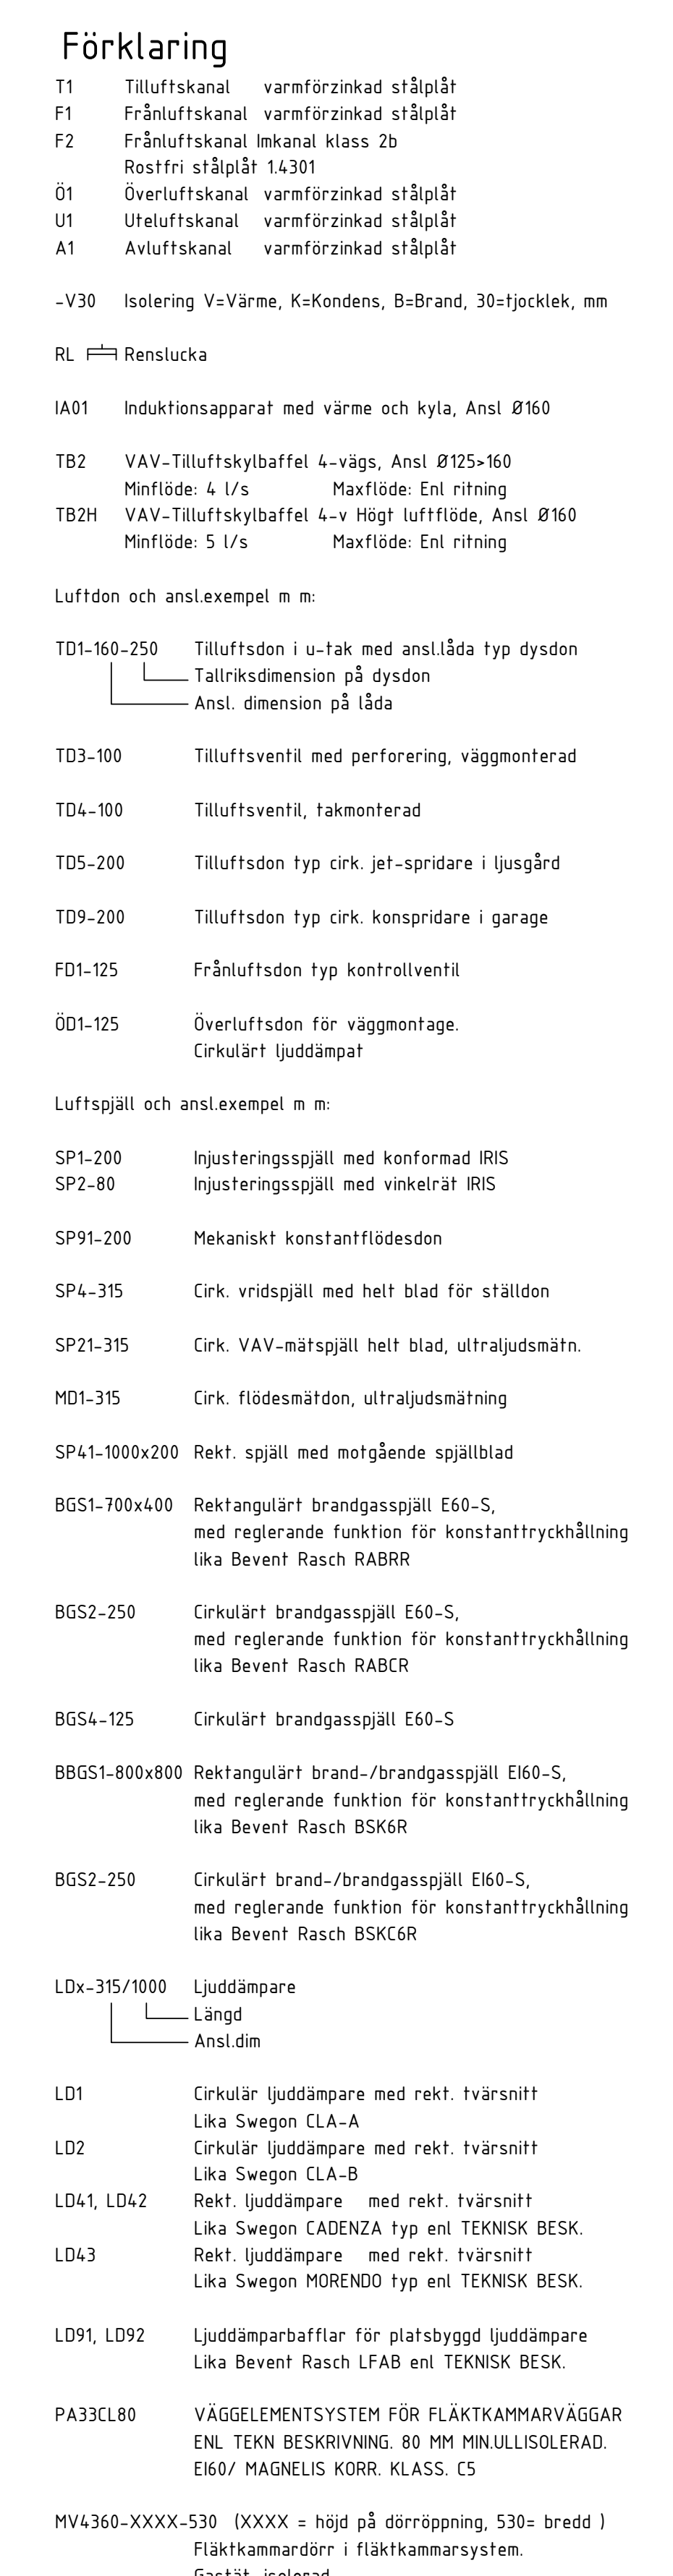 Förklaring
T1 Tilluftskanal varmförzinkad stålplåt
F1 Frånluftskanal varmförzinkad stålplåt
F2 Frånluftskanal Imkanal klass 2b
Rostfri stålplåt 1.4301
Ö1 Överluftskanal varmförzinkad stålplåt
U1 Uteluftskanal varmförzinkad stålplåt
A1 Avluftskanal varmförzinkad stålplåt
-V30 Isolering V=Värme, K=Kondens, B=Brand, 30=tjocklek, mm
RL Renslucka
IA01 Induktionsapparat med värme och kyla, Ansl Ø160
TB2 VAV-Tilluftskylbaffel 4-vägs, Ansl Ø125>160
Minflöde: 4 l/s Maxflöde: Enl ritning
TB2H VAV-Tilluftskylbaffel 4-v Högt luftflöde, Ansl Ø160
Minflöde: 5 l/s Maxflöde: Enl ritning
Luftdon och ansl.exempel m m:
TD1-160-250 Tilluftsdon i u-tak med ansl.låda typ dysdon
Tallriksdimension på dysdon
Ansl. dimension på låda
TD3-100 Tilluftsventil med perforering, väggmonterad
TD4-100 Tilluftsventil, takmonterad
TD5-200 Tilluftsdon typ cirk. jet-spridare i ljusgård
TD9-200 Tilluftsdon typ cirk. konspridare i garage
FD1-125 Frånluftsdon typ kontrollventil
ÖD1-125 Överluftsdon för väggmontage.
Cirkulärt ljuddämpat
Luftspjäll och ansl.exempel m m:
SP1-200 Injusteringsspjäll med konformad IRIS
SP2-80 Injusteringsspjäll med vinkelrät IRIS
SP91-200 Mekaniskt konstantflödesdon
SP4-315 Cirk. vridspjäll med helt blad för ställdon
SP21-315 Cirk. VAV-mätspjäll helt blad, ultraljudsmätn.
MD1-315 Cirk. flödesmätdon, ultraljudsmätning
SP41-1000x200 Rekt. spjäll med motgående spjällblad
BGS1-700x400 Rektangulärt brandgasspjäll E60-S,
med reglerande funktion för konstanttryckhållning
lika Bevent Rasch RABRR
BGS2-250 Cirkulärt brandgasspjäll E60-S,
med reglerande funktion för konstanttryckhållning
lika Bevent Rasch RABCR
BGS4-125 Cirkulärt brandgasspjäll E60-S
BBGS1-800x800 Rektangulärt brand-/brandgasspjäll EI60-S,
med reglerande funktion för konstanttryckhållning
lika Bevent Rasch BSK6R
BGS2-250 Cirkulärt brand-/brandgasspjäll EI60-S,
med reglerande funktion för konstanttryckhållning
lika Bevent Rasch BSKC6R
LDx-315/1000 Ljuddämpare
Längd
Ansl.dim
LD1 Cirkulär ljuddämpare med rekt. tvärsnitt
Lika Swegon CLA-A
LD2 Cirkulär ljuddämpare med rekt. tvärsnitt
Lika Swegon CLA-B
LD41, LD42 Rekt. ljuddämpare med rekt. tvärsnitt
Lika Swegon CADENZA typ enl TEKNISK BESK.
LD43 Rekt. ljuddämpare med rekt. tvärsnitt
Lika Swegon MORENDO typ enl TEKNISK BESK.
LD91, LD92 Ljuddämparbafflar för platsbyggd ljuddämpare
Lika Bevent Rasch LFAB enl TEKNISK BESK.
PA33CL80 VÄGGELEMENTSYSTEM FÖR FLÄKTKAMMARVÄGGAR
ENL TEKN BESKRIVNING. 80 MM MIN.ULLISOLERAD.
EI60/ MAGNELIS KORR. KLASS. C5
MV4360-XXXX-530 (XXXX = höjd på dörröppning, 530= bredd )
Fläktkammardörr i fläktkammarsystem.